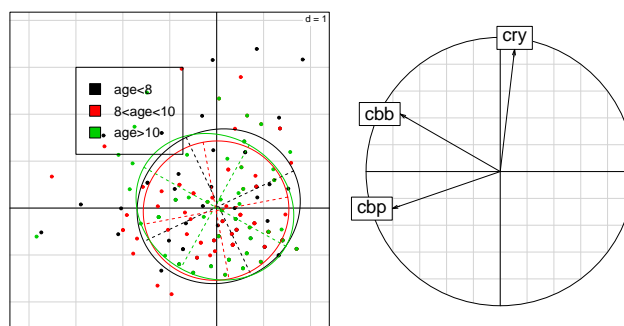 d = 1
age<8
8<age<10
age>10
cry
cbb
cbp